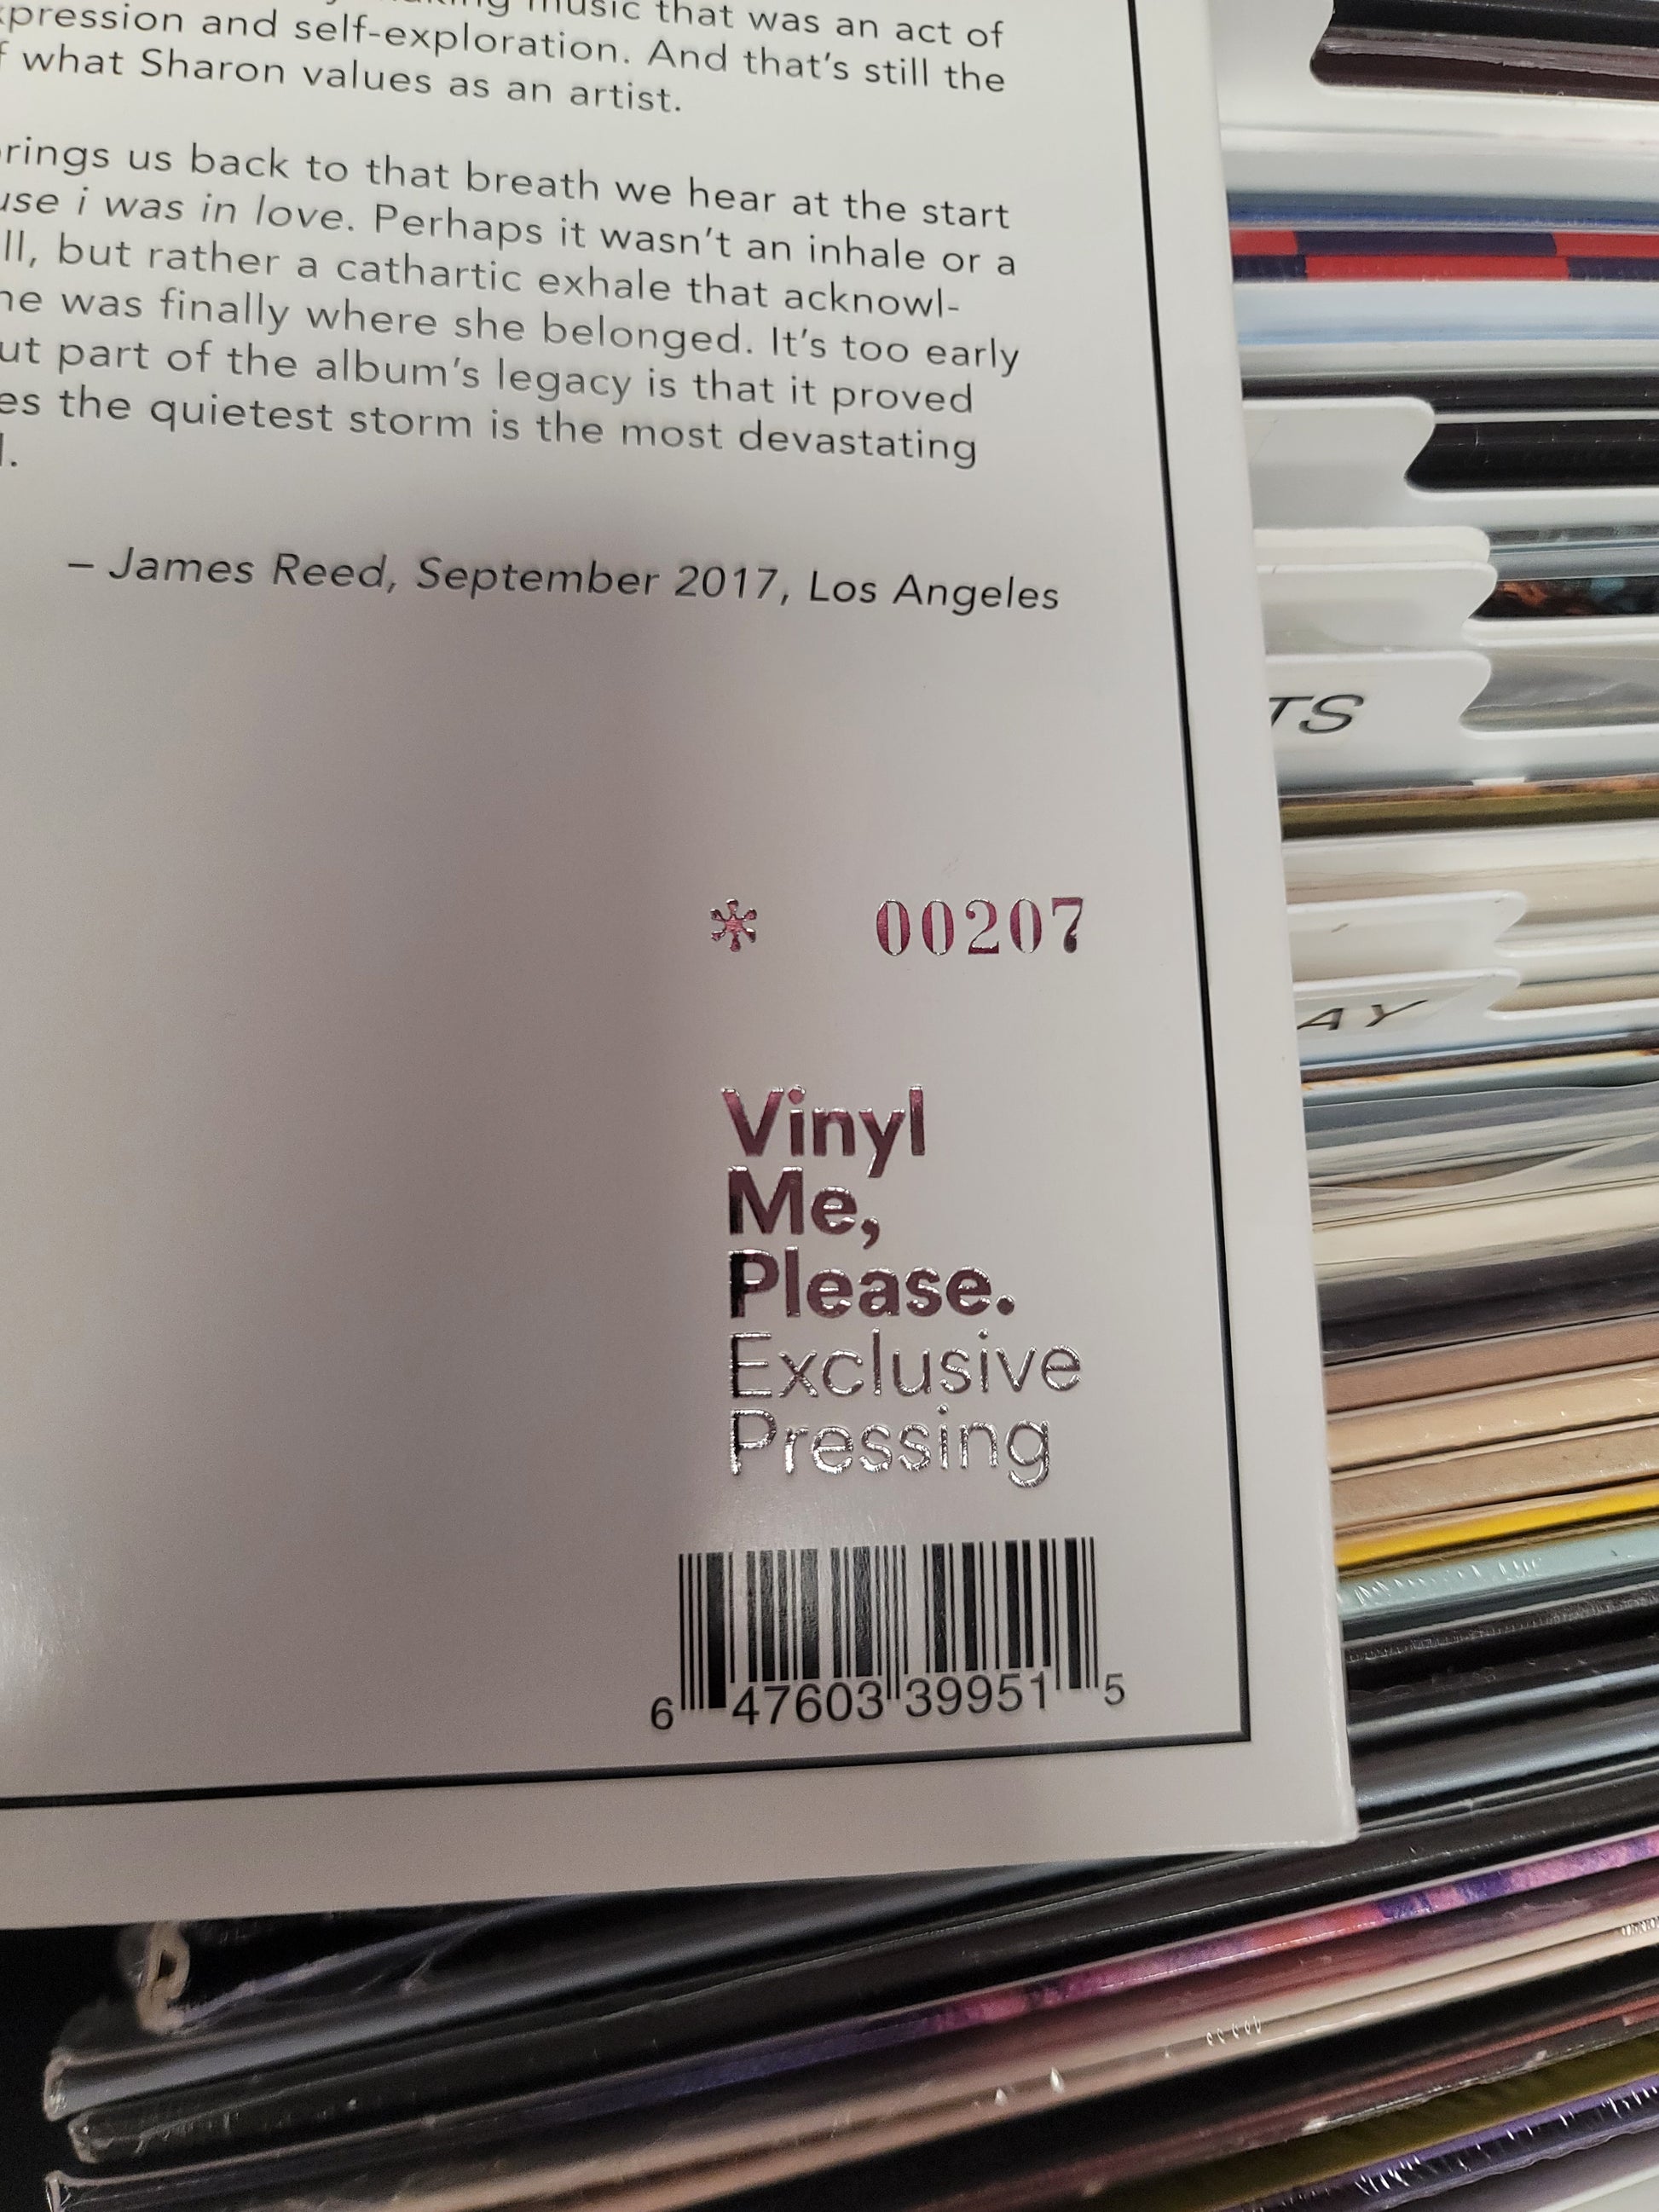 music that was an act of
pression and self-exploration. And that's still the
what Sharon values as an artist.
rings us back to that breath we hear at the start
use i was in love. Perhaps it wasn't an inhale or a
ll, but rather a cathartic exhale that acknowl-
he was finally where she belonged. It's too early
ut part of the album's legacy is that it proved
es the quietest storm is the most devastating
– James Reed, September 2017, Los Angeles
* 00207
Vinyl
Me,
Please.
Exclusive
Pressing
6 47603 39951 5
TS
AY